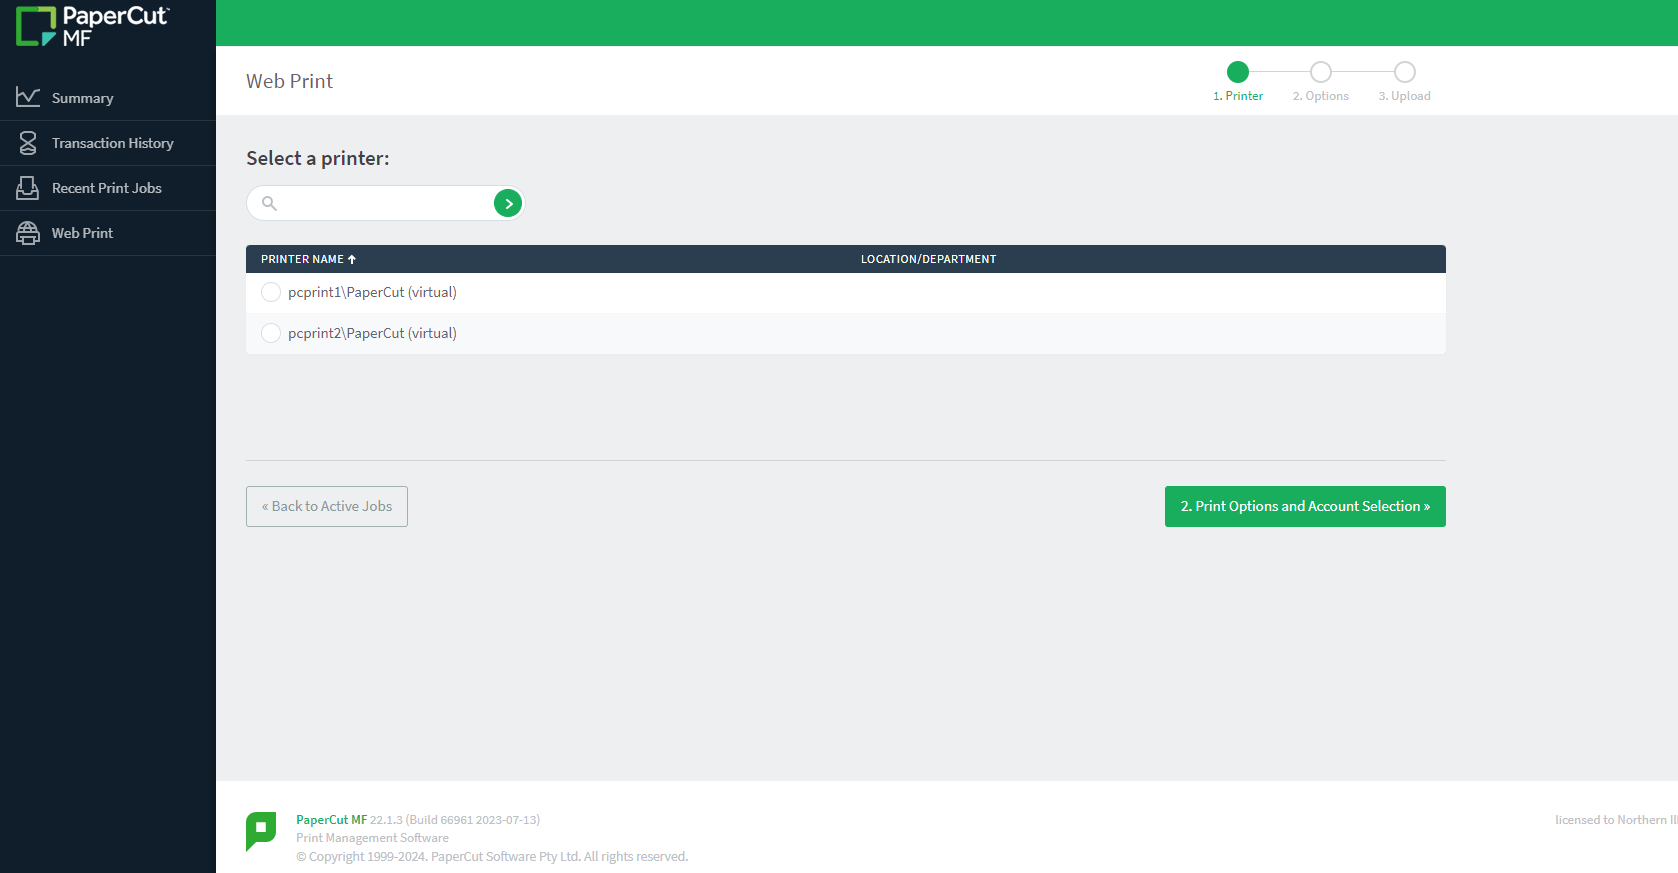 PaperCut™
MF
Summary
Transaction History
Recent Print Jobs
Web Print
Web Print
1. Printer
2. Options
3. Upload
Select a printer:
PRINTER NAME
LOCATION/DEPARTMENT
pcprint1\PaperCut (virtual)
pcprint2\PaperCut (virtual)
« Back to Active Jobs
2. Print Options and Account Selection »
PaperCut MF 22.1.3 (Build 66961 2023-07-13)
Print Management Software
© Copyright 1999-2024. PaperCut Software Pty Ltd. All rights reserved.
licensed to Northern